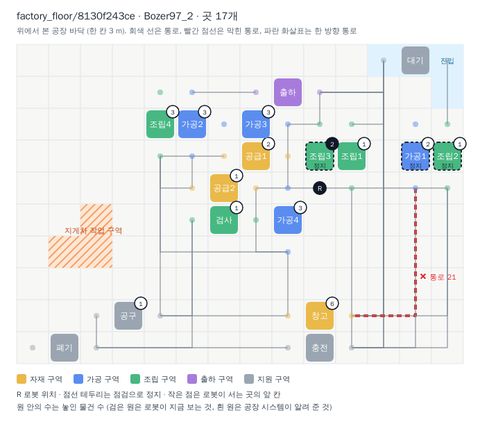 factory_floor/8130f243ce · Bozer97_2 · 곳 17개
위에서 본 공장 바닥 (한 칸 3 m). 회색 선은 통로, 빨간 점선은 막힌 통로, 파란 화살표는 한 방향 통로
대기
진입
출하
3 3 3
조립4 가공2 가공3
2 2 1 2 1
공급1 조립3 조립1 가공1 조립2
정지 정지 정지
1
공급2 R
1 3
검사 가공4
지게차 작업 구역
통로 21
1 6
공구 창고
폐기 충전
자재 구역 가공 구역 조립 구역 출하 구역 지원 구역
R 로봇 위치 · 점선 테두리는 점검으로 정지 · 작은 점은 로봇이 서는 곳의 앞 칸
원 안의 수는 놓인 물건 수 (검은 원은 로봇이 지금 보는 것, 흰 원은 공장 시스템이 알려 준 것)